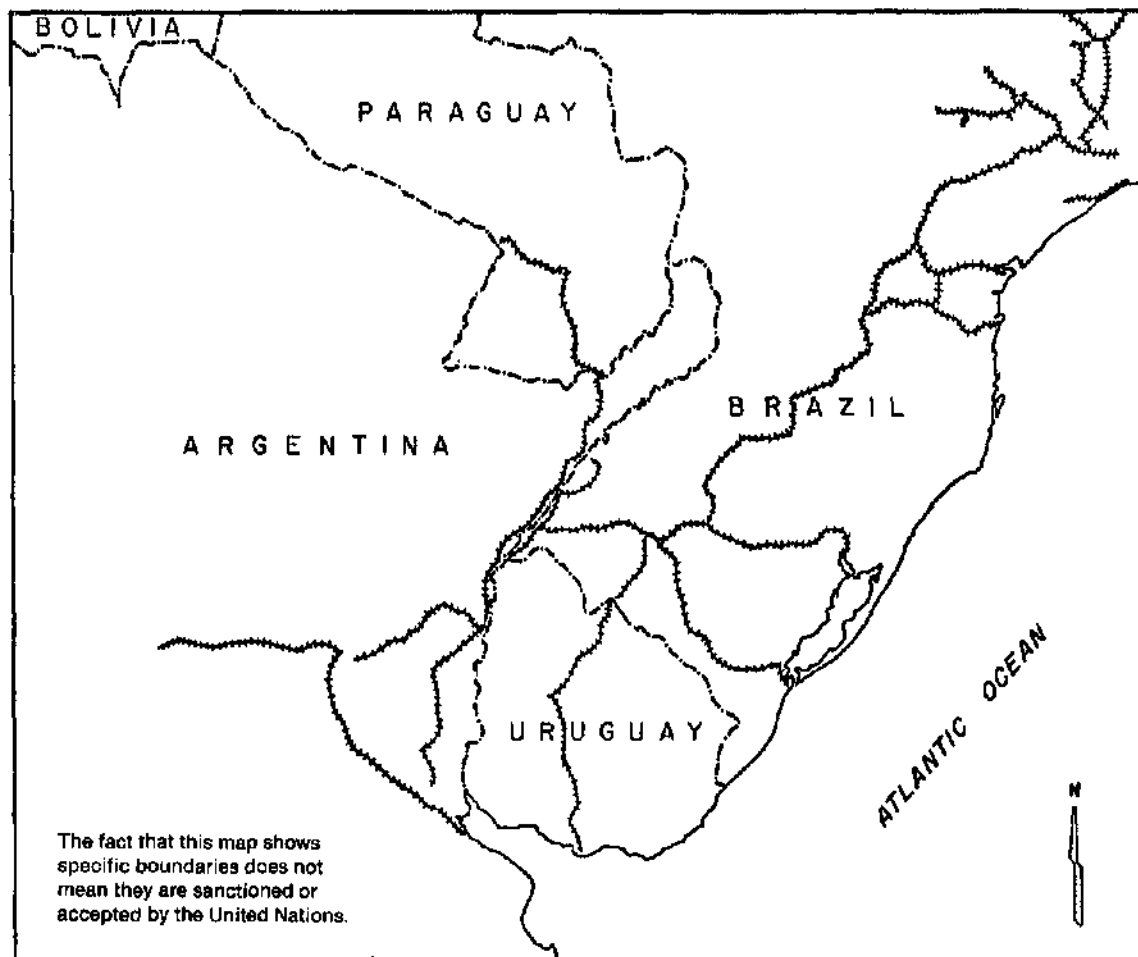 BOLIVIA
PARAGUAY
BRAZIL
ARGENTINA
URUGUAY
ATLANTIC OCEAN
N
The fact that this map shows
specific boundaries does not
mean they are sanctioned or
accepted by the United Nations.